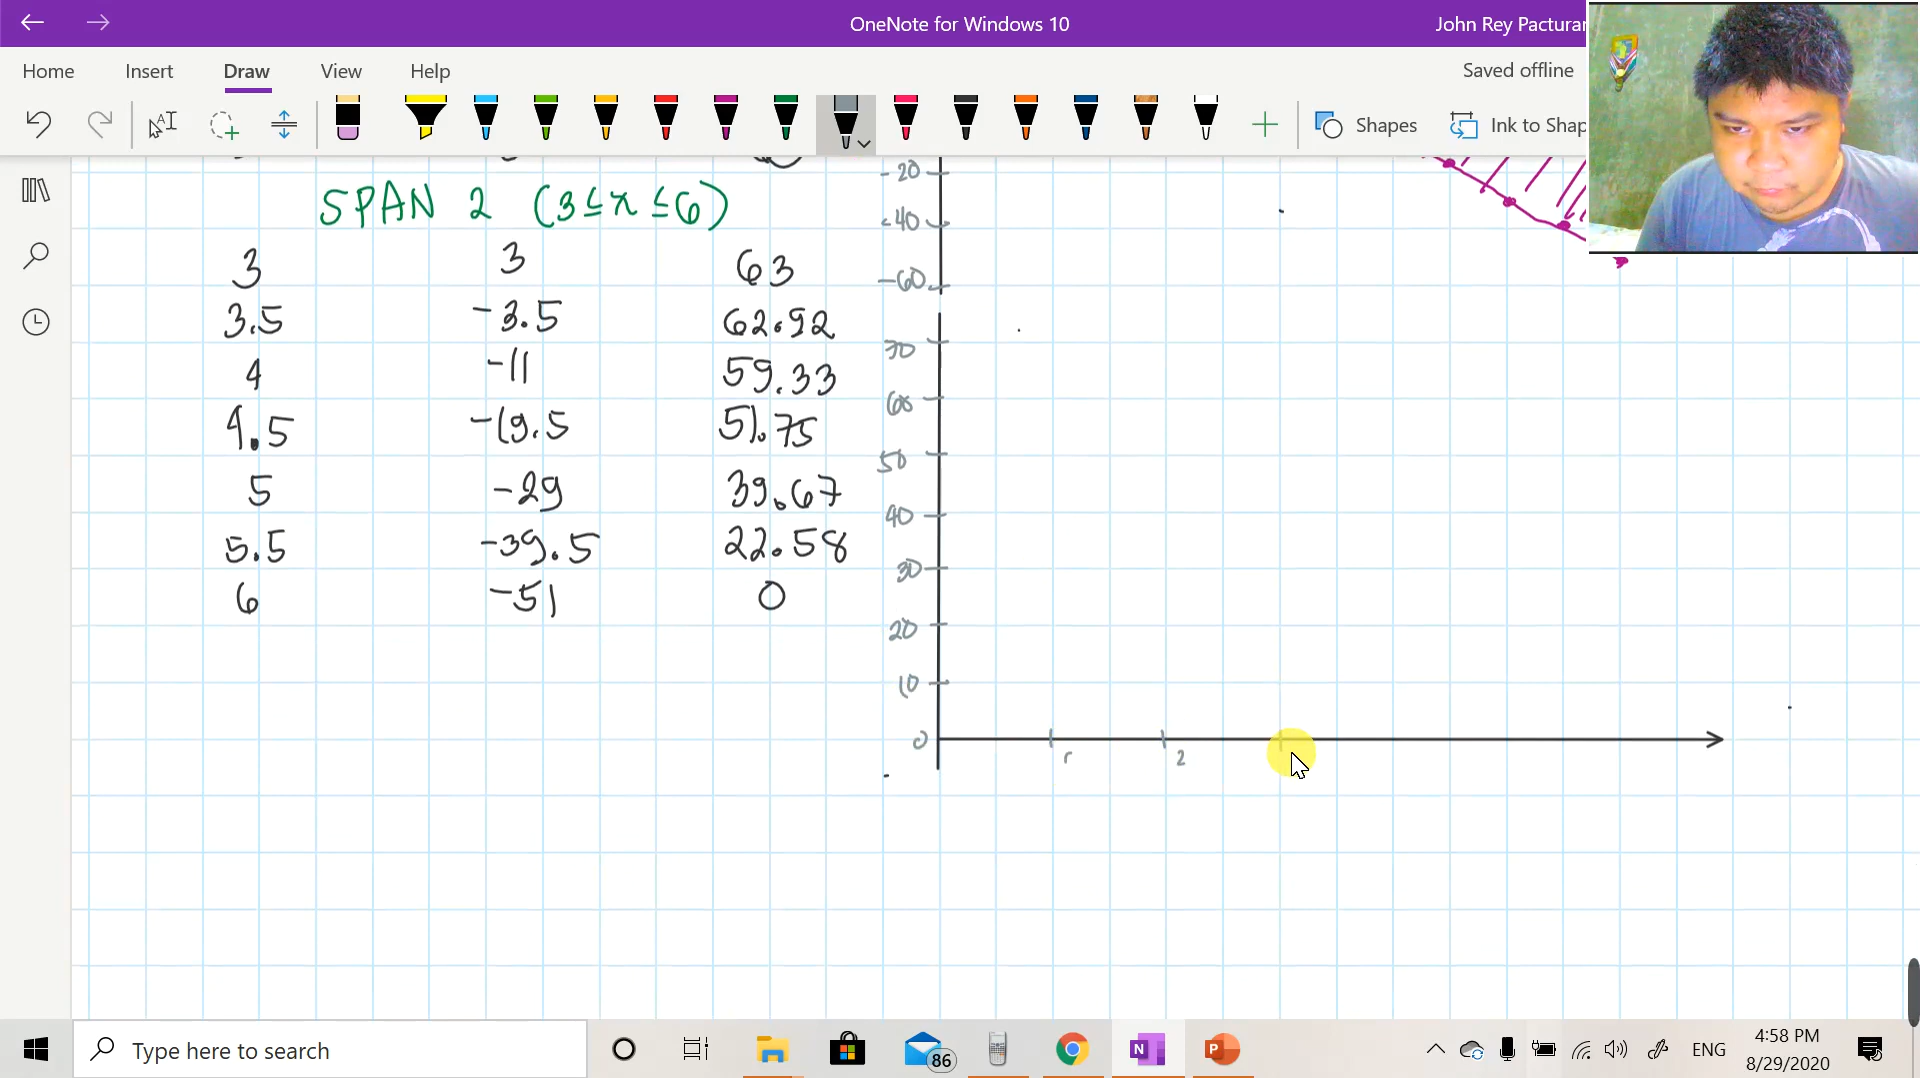 OneNote for Windows 10
John Rey Pactura
Home Insert Draw View Help
Saved offline
Shapes
Ink to Shap
SPAN 2 (3≤x≤6)
3 3 63
3.5 -3.5 62.92
4 -11 59.33
4.5 -19.5 51.75
5 -29 39.67
5.5 -39.5 22.58
6 -51 0
-20
-40
-60
70
60
50
40
30
20
10
0
1 2
Type here to search
86
ENG
4:58 PM
8/29/2020